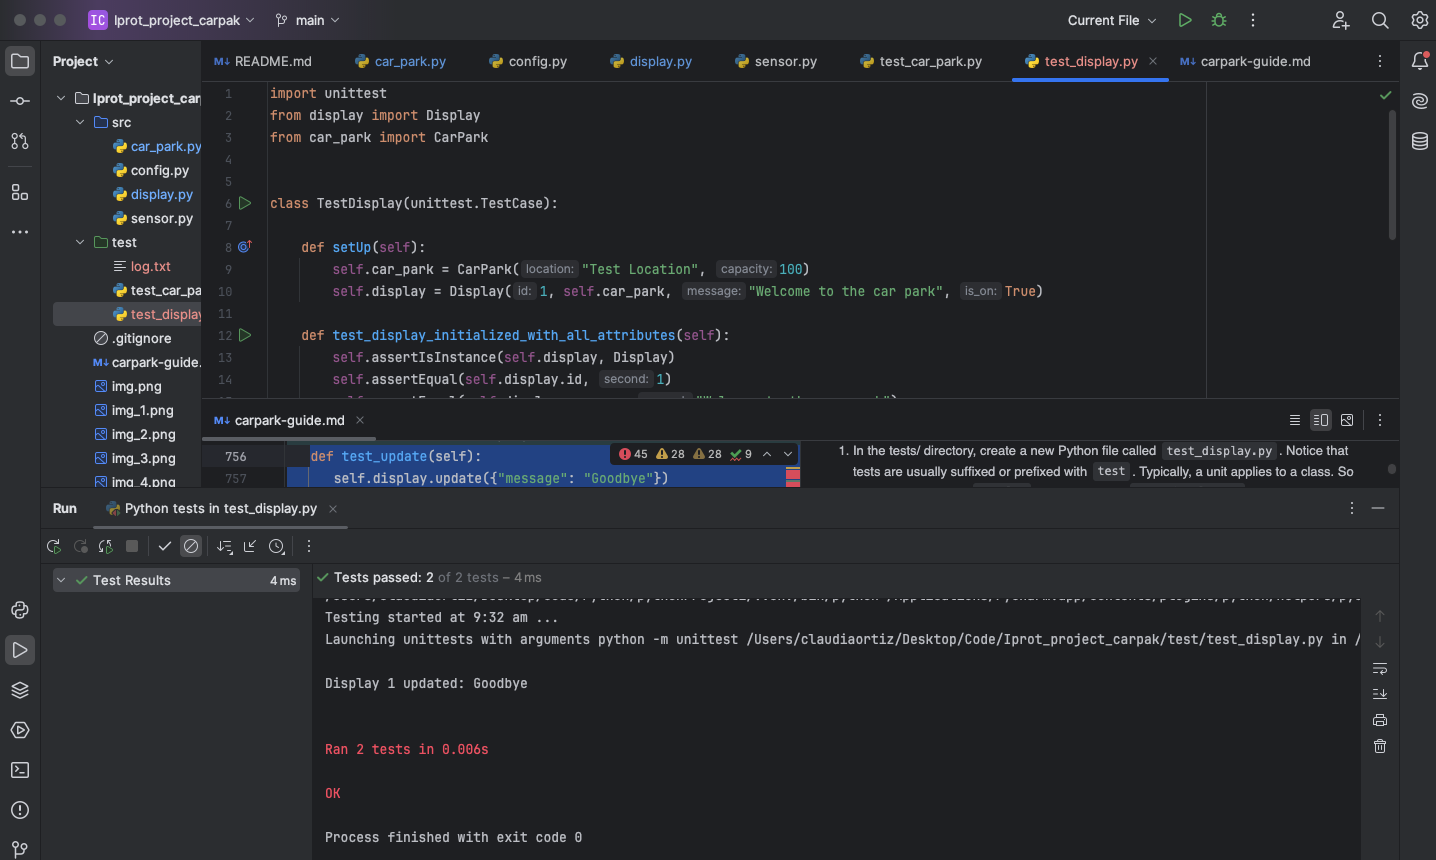 IC Iprot_project_carpak main Current File
Project
README.md car_park.py config.py display.py sensor.py test_car_park.py test_display.py carpark-guide.md
Iprot_project_car
src
car_park.py
config.py
display.py
sensor.py
test
log.txt
test_car_pa
test_display
.gitignore
carpark-guide.
img.png
img_1.png
img_2.png
img_3.png
img_4.png
1 import unittest
2 from display import Display
3 from car_park import CarPark
4
5
6 class TestDisplay(unittest.TestCase):
7
8 def setUp(self):
9 self.car_park = CarPark( location: "Test Location", capacity: 100)
10 self.display = Display( id: 1, self.car_park, message: "Welcome to the car park", is_on: True)
11
12 def test_display_initialized_with_all_attributes(self):
13 self.assertIsInstance(self.display, Display)
14 self.assertEqual(self.display.id, second: 1)
carpark-guide.md
756 def test_update(self):
45 28 28 9
757 self.display.update({"message": "Goodbye"})
1. In the tests/ directory, create a new Python file called test_display.py . Notice that
tests are usually suffixed or prefixed with test . Typically, a unit applies to a class. So
Run Python tests in test_display.py
Test Results 4 ms
Tests passed: 2 of 2 tests – 4 ms
Testing started at 9:32 am ...
Launching unittests with arguments python -m unittest /Users/claudiaortiz/Desktop/Code/Iprot_project_carpak/test/test_display.py in /
Display 1 updated: Goodbye
Ran 2 tests in 0.006s
OK
Process finished with exit code 0